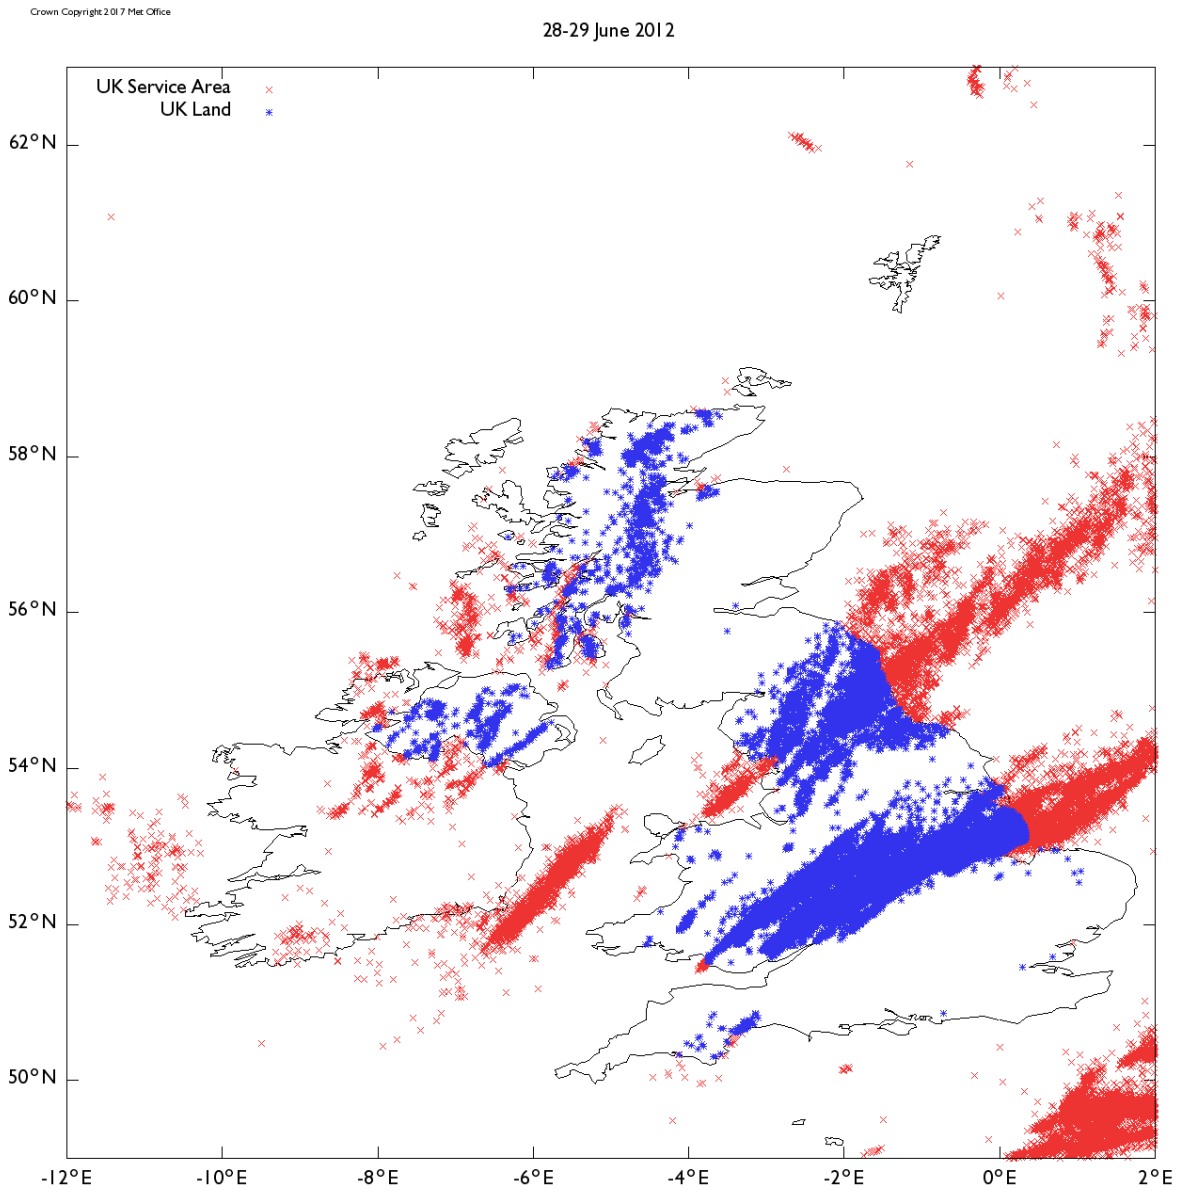 Crown Copyright 2017 Met Office
28-29 June 2012
UK Service Area
UK Land
62°N
60°N
58°N
56°N
54°N
52°N
50°N
-12°E -10°E -8°E -6°E -4°E -2°E 0°E 2°E